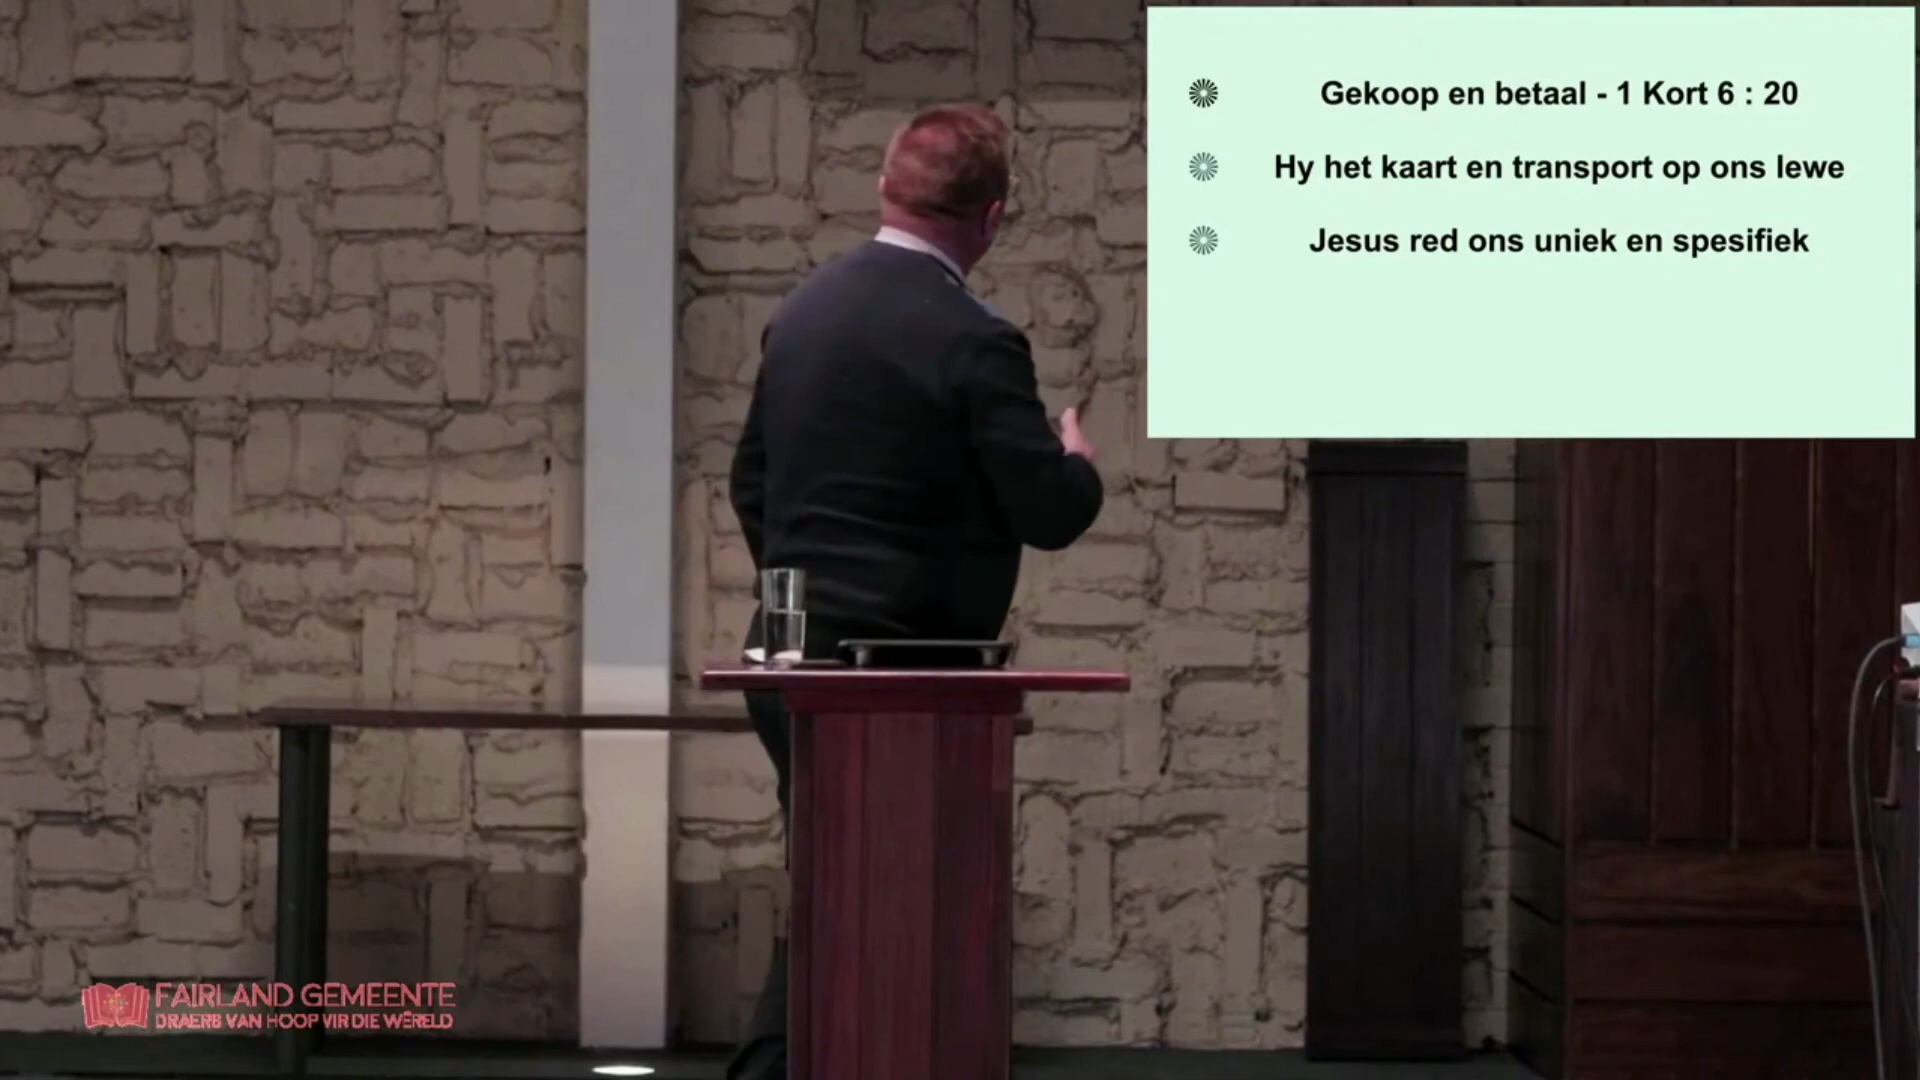 Gekoop en betaal - 1 Kort 6 : 20
Hy het kaart en transport op ons lewe
Jesus red ons uniek en spesifiek
FAIRLAND GEMEENTE
DRAERS VAN HOOP VIR DIE WÊRELD